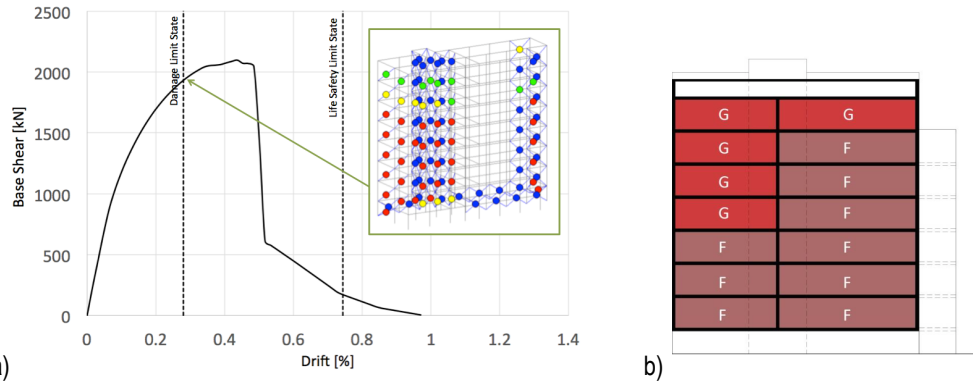 2500
2000
1500
1000
500
0
Base Shear [kN]
Damage Limit State
Life Safety Limit State
0 0.2 0.4 0.6 0.8 1 1.2 1.4
Drift [%]
a)
G G
G F
G F
G F
F F
F F
F F
b)